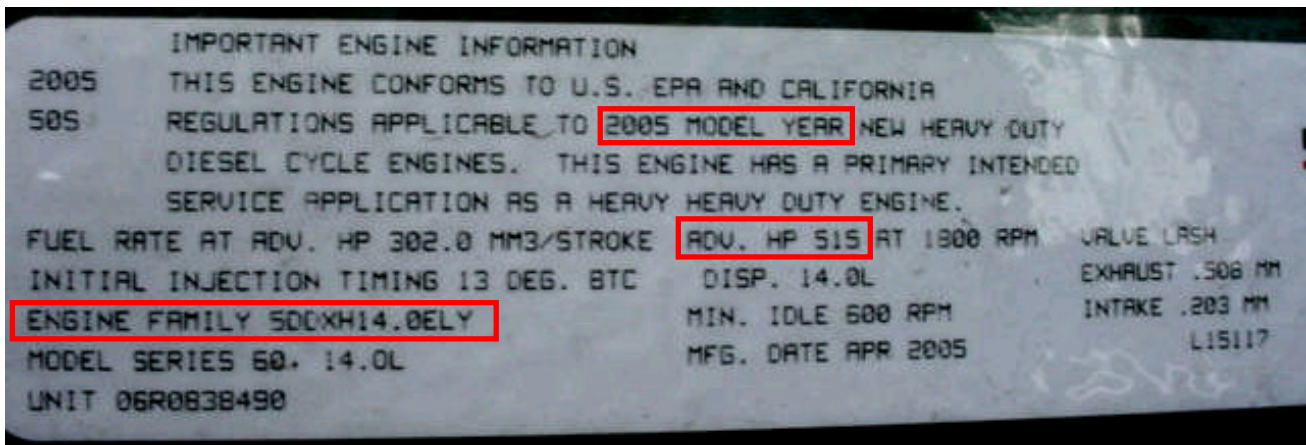 IMPORTANT ENGINE INFORMATION
2005 THIS ENGINE CONFORMS TO U.S. EPA AND CALIFORNIA
50S REGULATIONS APPLICABLE TO 2005 MODEL YEAR NEW HEAVY DUTY
DIESEL CYCLE ENGINES. THIS ENGINE HAS A PRIMARY INTENDED
SERVICE APPLICATION AS A HEAVY HEAVY DUTY ENGINE.
FUEL RATE AT ADV. HP 302.0 MM3/STROKE ADV. HP 515 AT 1800 RPM VALVE LASH
INITIAL INJECTION TIMING 13 DEG. BTC DISP. 14.0L EXHAUST .508 MM
ENGINE FAMILY 5DDXH14.0ELY MIN. IDLE 600 RPM INTAKE .203 MM
MODEL SERIES 60. 14.0L MFG. DATE APR 2005 L15117
UNIT 06R0838490